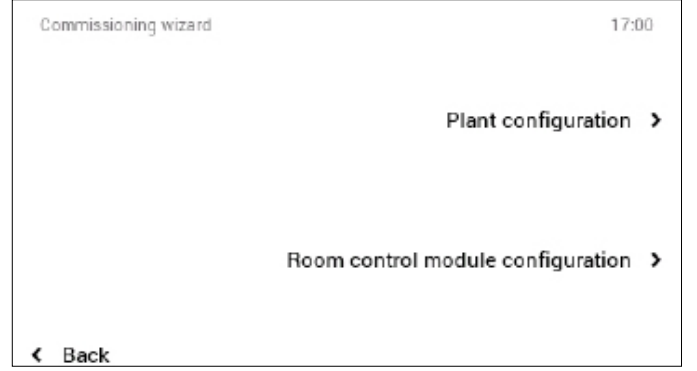 Commissioning wizard 17:00
Plant configuration
Room control module configuration
Back